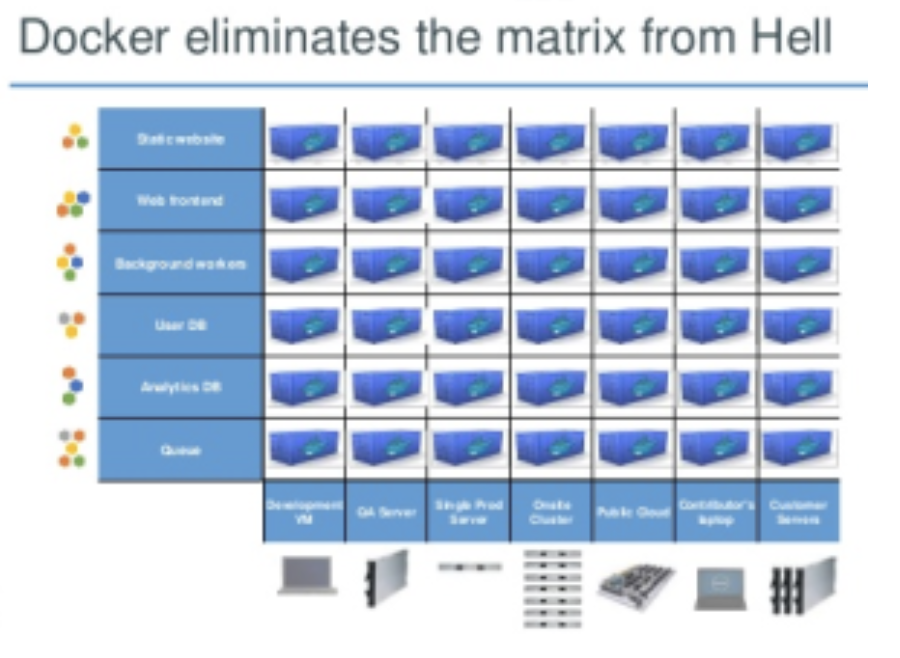 Docker eliminates the matrix from Hell
Static website
Web frontend
Background workers
User DB
Analytics DB
Queue
Development
VM
QA Server
Single Prod
Server
Onsite
Cluster
Public Cloud
Contributor's
laptop
Customer
Servers